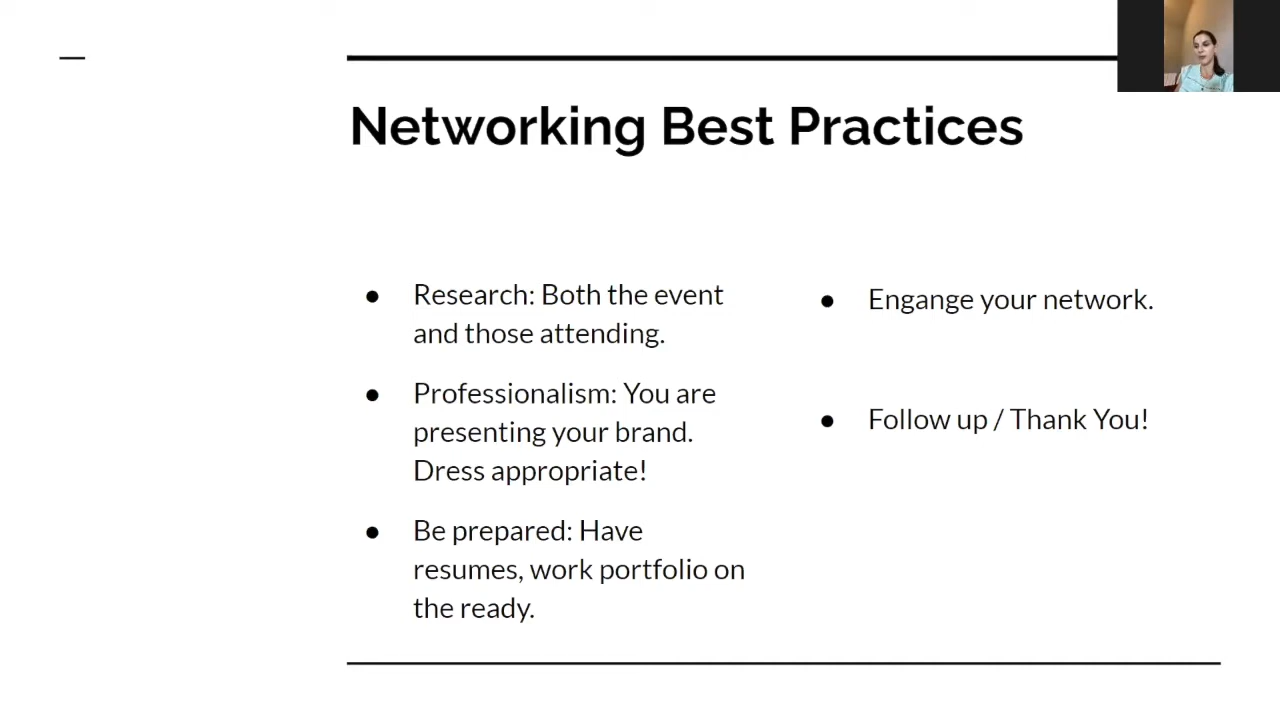 Networking Best Practices
● Research: Both the event
and those attending.
● Professionalism: You are
presenting your brand.
Dress appropriate!
● Be prepared: Have
resumes, work portfolio on
the ready.
● Engange your network.
● Follow up / Thank You!